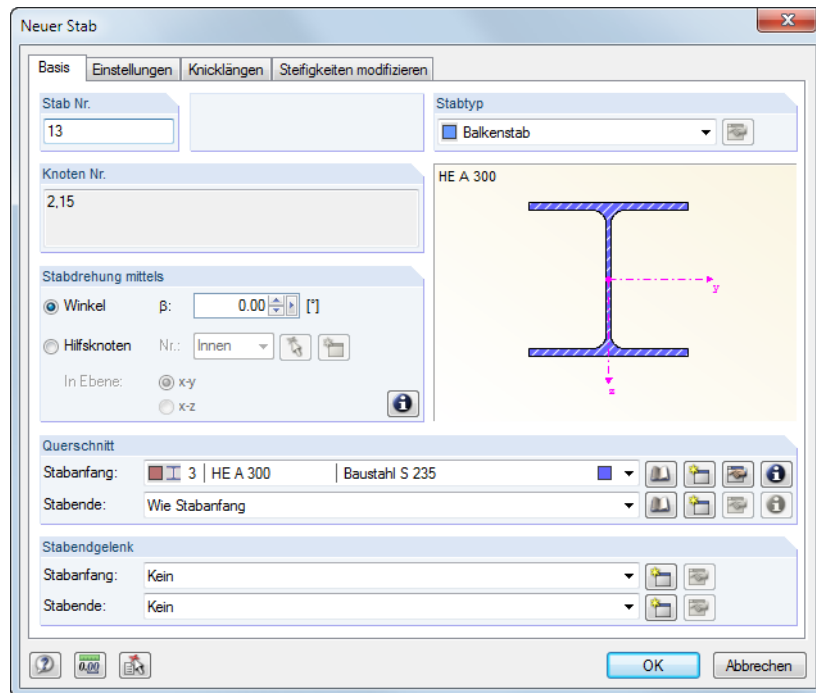 Neuer Stab
Basis Einstellungen Knicklängen Steifigkeiten modifizieren
Stab Nr.
13
Stabtyp
Balkenstab
Knoten Nr.
2,15
HE A 300
y
z
Stabdrehung mittels
Winkel β: 0.00 [°]
Hilfsknoten Nr.: Innen
In Ebene: x-y
x-z
Querschnitt
Stabanfang: 3 HE A 300 Baustahl S 235
Stabende: Wie Stabanfang
Stabendgelenk
Stabanfang: Kein
Stabende: Kein
0.00
OK Abbrechen